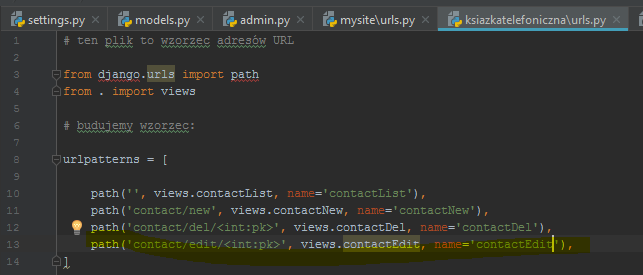 settings.py × models.py × admin.py × mysite\urls.py × ksiazkatelefoniczna\urls.py ×
1 # ten plik to wzorzec adresów URL
2
3 from django.urls import path
4 from . import views
5
6 # budujemy wzorzec:
7
8 urlpatterns = [
9
10 path('', views.contactList, name='contactList'),
11 path('contact/new', views.contactNew, name='contactNew'),
12 path('contact/del/<int:pk>', views.contactDel, name='contactDel'),
13 path('contact/edit/<int:pk>', views.contactEdit, name='contactEdit'),
14 ]